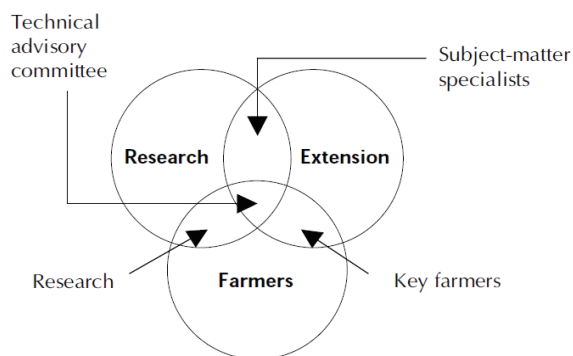 Technical
advisory
committee
Subject-matter
specialists
Research
Extension
Research
Farmers
Key farmers